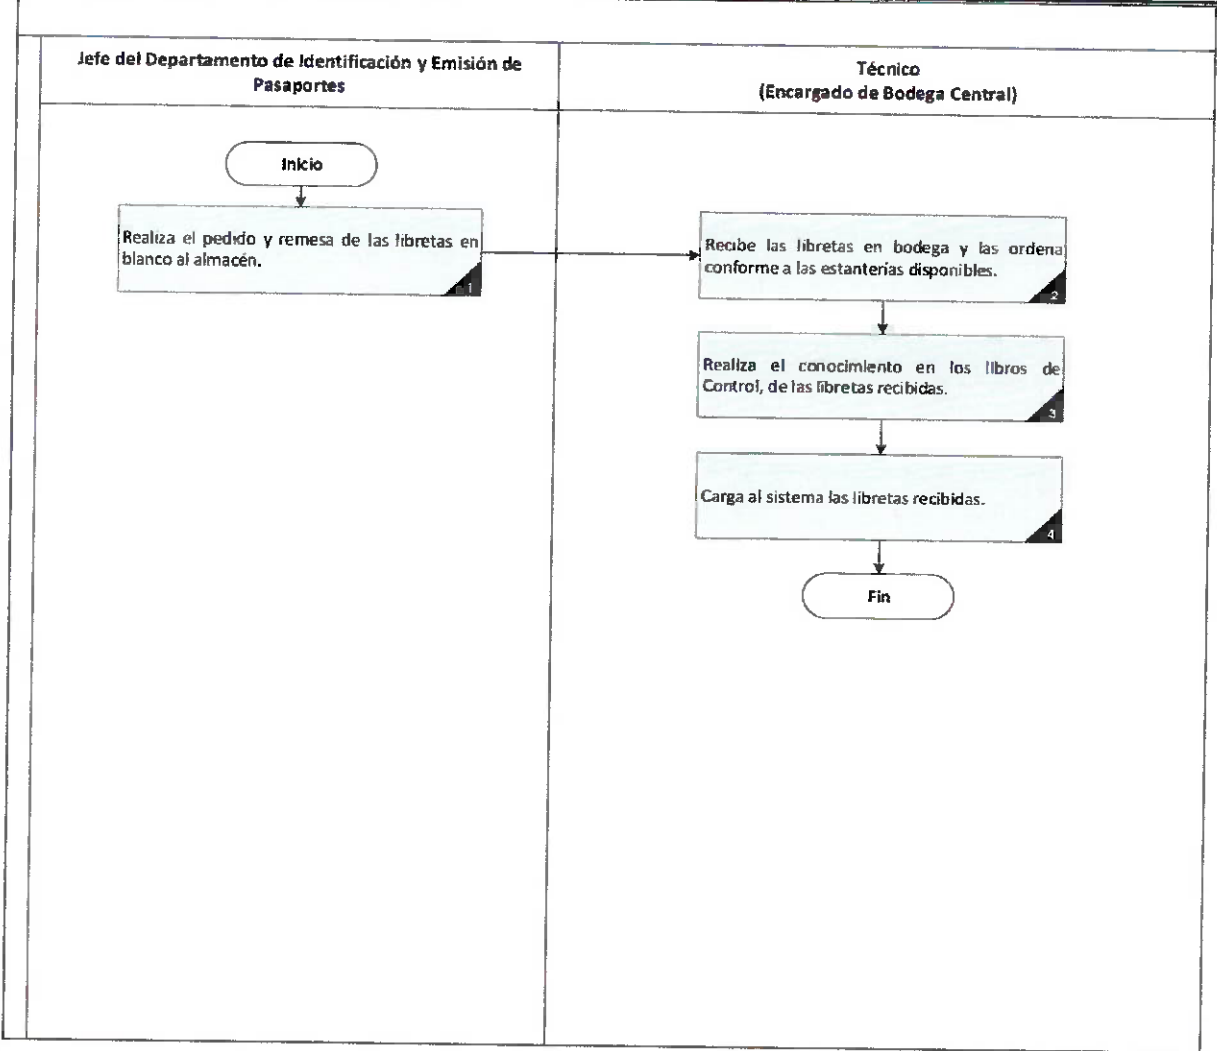 Jefe del Departamento de Identificación y Emisión de
Pasaportes
Técnico
(Encargado de Bodega Central)
Inicio
Realiza el pedido y remesa de las libretas en
blanco al almacén.
1
Recibe las libretas en bodega y las ordena
conforme a las estanterías disponibles.
2
Realiza el conocimiento en los libros de
Control, de las libretas recibidas.
3
Carga al sistema las libretas recibidas.
4
Fin